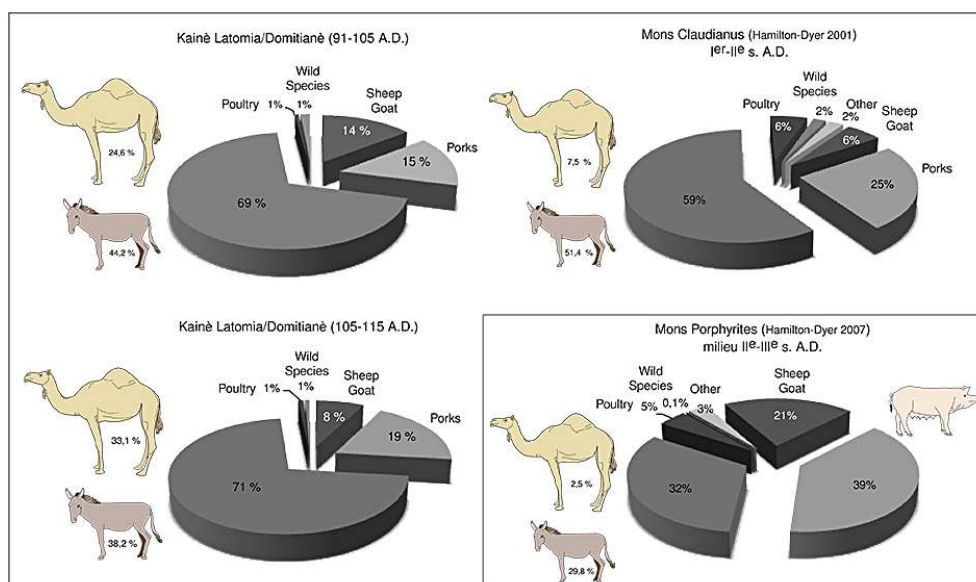 Kainè Latomia/Domitianè (91-105 A.D.)
Wild
Species
Poultry 1% 1%
Sheep
Goat
14 %
Porks
15 %
69 %
24,6 %
44,2 %
Mons Claudianus (Hamilton-Dyer 2001)
Ier-IIe s. A.D.
Wild
Species
Poultry
2%
Other
2%
Sheep
Goat
6%
6%
Porks
25%
59%
7,5 %
51,4 %
Kainè Latomia/Domitianè (105-115 A.D.)
Wild
Species
Poultry
1% 1%
Sheep
Goat
8 %
Porks
19 %
71 %
33,1 %
38,2 %
Mons Porphyrites (Hamilton-Dyer 2007)
milieu IIe-IIIe s. A.D.
Wild
Species
0,1%
Other
3%
Poultry 5%
Sheep
Goat
21%
39%
32%
2,5 %
29,8 %